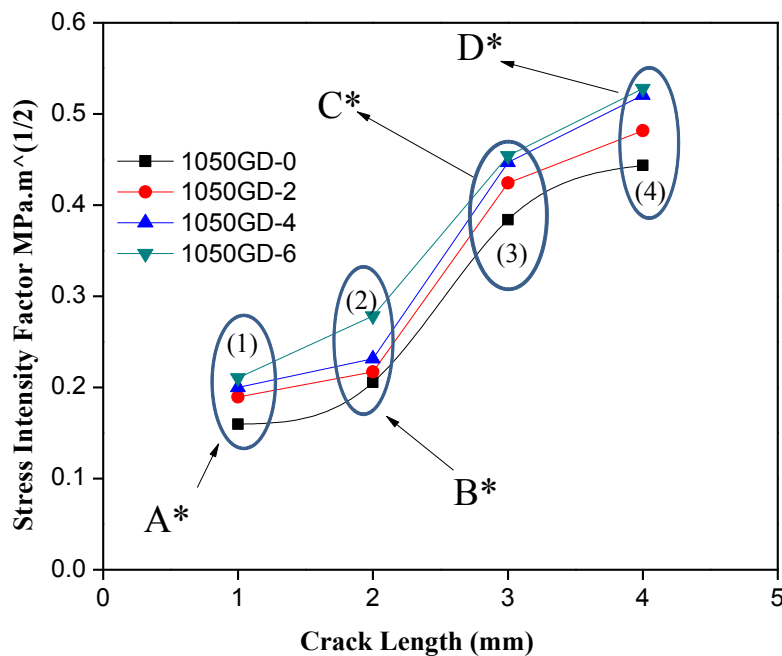 0.6
0.5
0.4
0.3
0.2
0.1
0.0
Stress Intensity Factor MPa.m^(1/2)
1050GD-0
1050GD-2
1050GD-4
1050GD-6
D*
C*
(1)
(2)
(3)
(4)
A*
B*
0
1
2
3
4
5
Crack Length (mm)